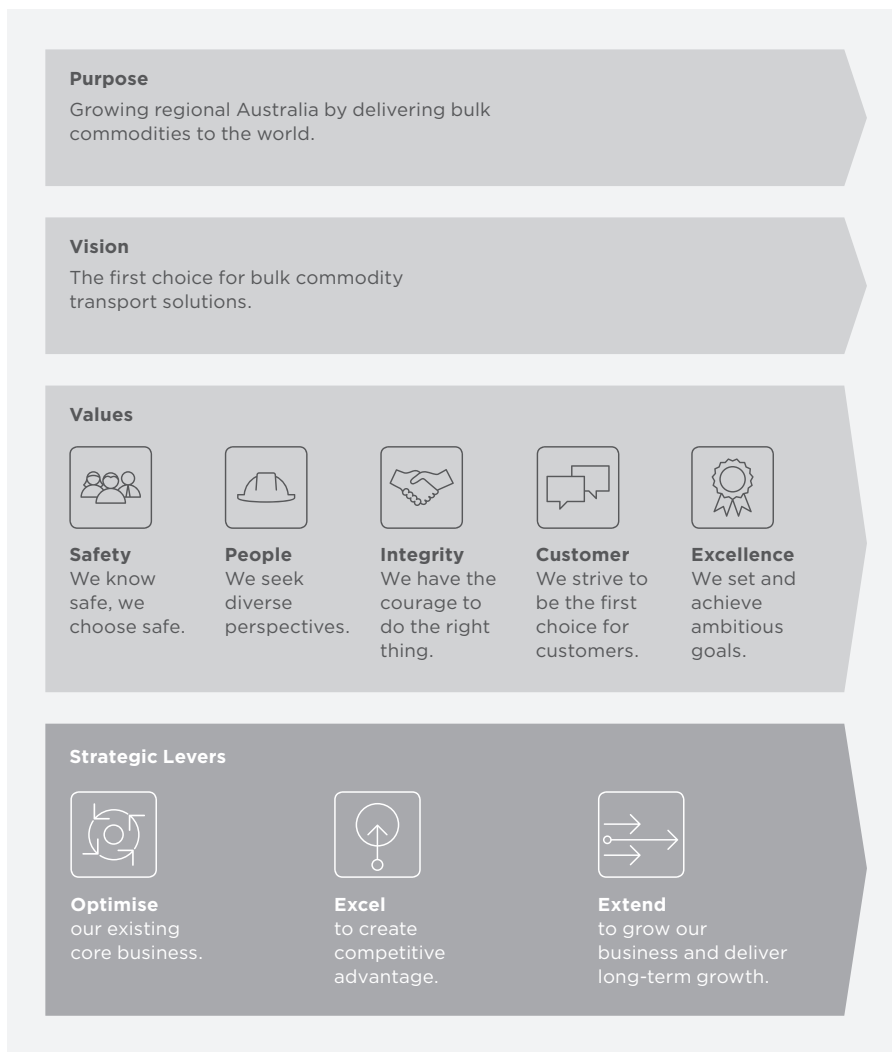 Purpose
Growing regional Australia by delivering bulk
commodities to the world.
Vision
The first choice for bulk commodity
transport solutions.
Values
Safety
We know
safe, we
choose safe.
People
We seek
diverse
perspectives.
Integrity
We have the
courage to
do the right
thing.
Customer
We strive to
be the first
choice for
customers.
Excellence
We set and
achieve
ambitious
goals.
Strategic Levers
Optimise
our existing
core business.
Excel
to create
competitive
advantage.
Extend
to grow our
business and deliver
long-term growth.